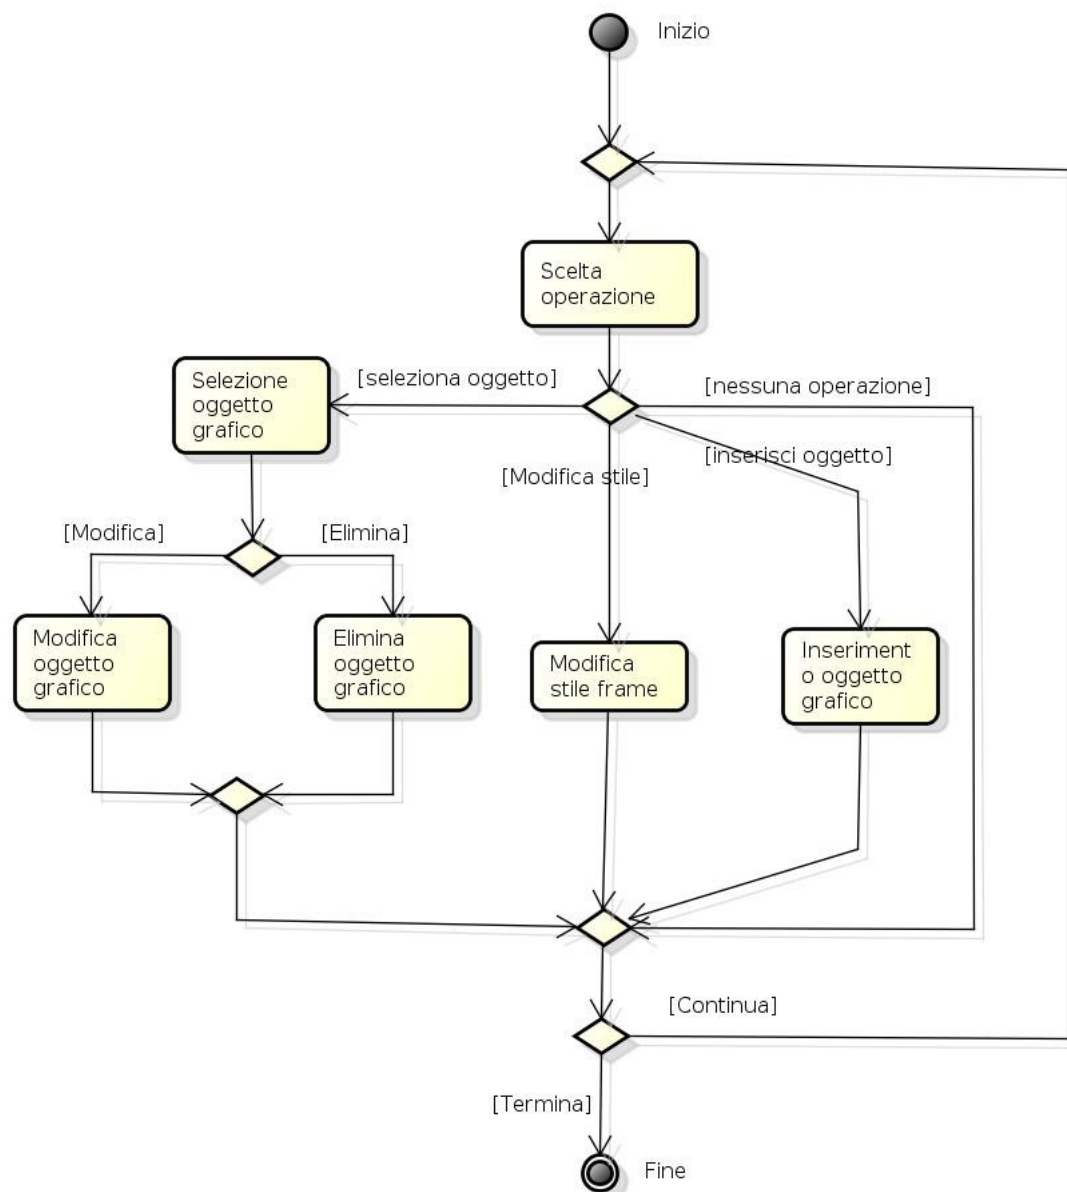 Inizio
Scelta
operazione
[seleziona oggetto]
[nessuna operazione]
Selezione
oggetto
grafico
[Modifica stile]
[inserisci oggetto]
[Modifica]
[Elimina]
Modifica
oggetto
grafico
Elimina
oggetto
grafico
Modifica
stile frame
Inseriment
o oggetto
grafico
[Continua]
[Termina]
Fine